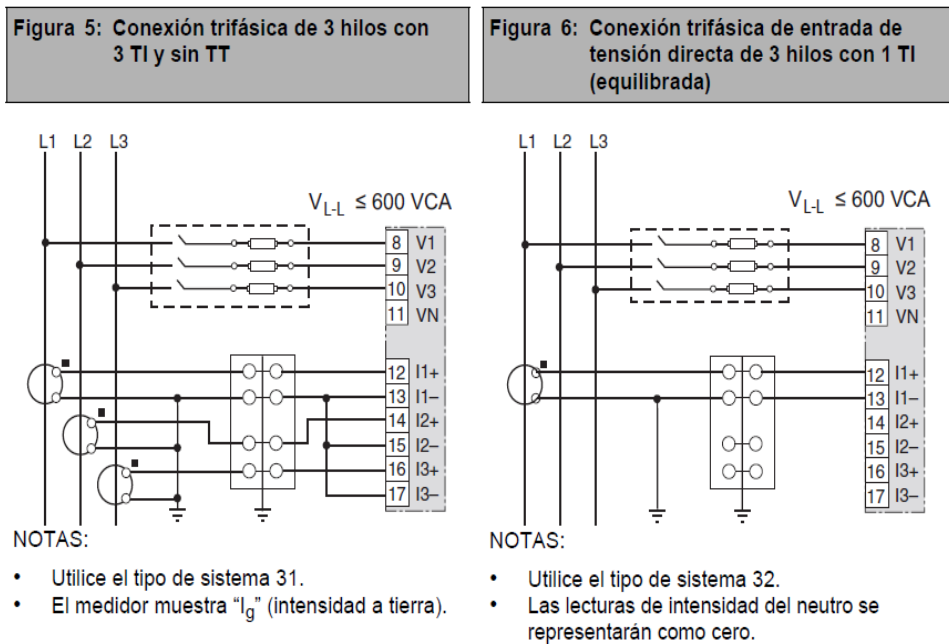 Figura 5: Conexión trifásica de 3 hilos con
3 TI y sin TT
L1 L2 L3
V_L-L ≤ 600 VCA
8 V1
9 V2
10 V3
11 VN
12 I1+
13 I1–
14 I2+
15 I2–
16 I3+
17 I3–
NOTAS:
• Utilice el tipo de sistema 31.
• El medidor muestra “I_g” (intensidad a tierra).
Figura 6: Conexión trifásica de entrada de
tensión directa de 3 hilos con 1 TI
(equilibrada)
L1 L2 L3
V_L-L ≤ 600 VCA
8 V1
9 V2
10 V3
11 VN
12 I1+
13 I1–
14 I2+
15 I2–
16 I3+
17 I3–
NOTAS:
• Utilice el tipo de sistema 32.
• Las lecturas de intensidad del neutro se
representarán como cero.